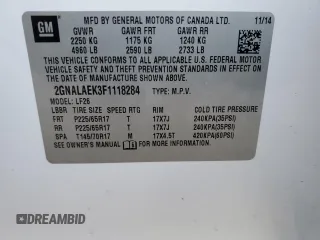 GM
MFD BY GENERAL MOTORS OF CANADA LTD. 11/14
GVWR GAWR FRT GAWR RR
2250 KG 1175 KG 1240 KG
4960 LB 2590 LB 2733 LB
THIS VEHICLE CONFORMS TO ALL APPLICABLE U.S. FEDERAL
MOTOR VEHICLE SAFETY AND THEFT PREVENTION STANDARDS
IN EFFECT ON THE DATE OF MANUFACTURE SHOWN ABOVE.
2GNALAEK3F1118284 TYPE: M.P.V.
MODEL: LF26
TIRE SIZE SPEED RTG RIM COLD TIRE PRESSURE
FRT P225/65R17 T 17X7J 240KPA(35PSI)
RR P225/65R17 T 17X7J 240KPA(35PSI)
SPA T145/70R17 M 17X4.5T 420KPA(60PSI)
SEE OWNER'S MANUAL FOR MORE INFORMATION.
DREAMBID